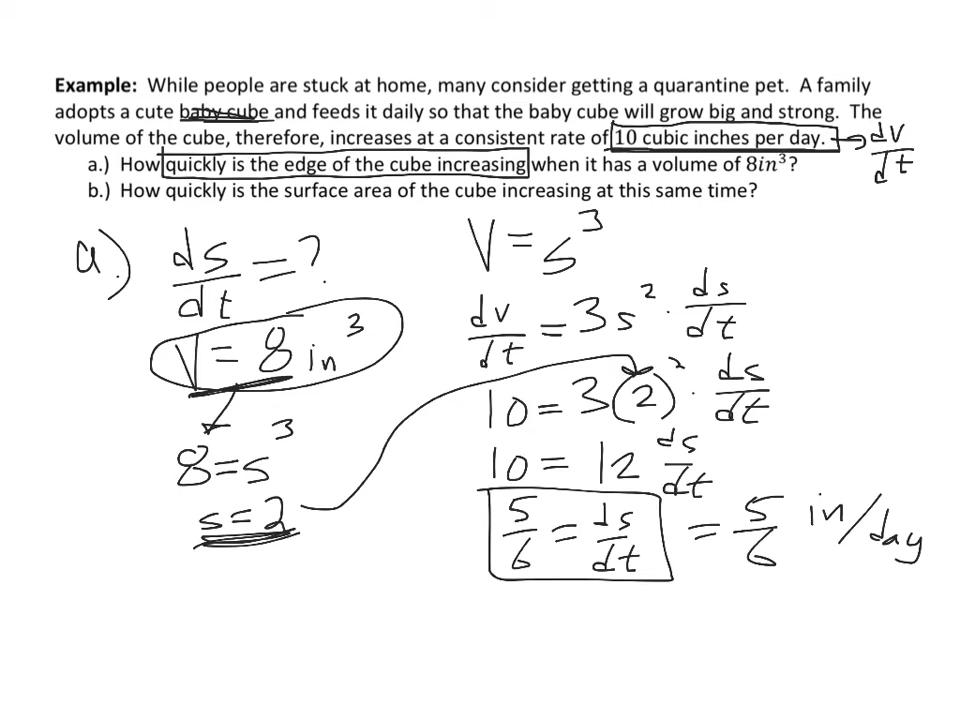 Example: While people are stuck at home, many consider getting a quarantine pet. A family
adopts a cute baby cube and feeds it daily so that the baby cube will grow big and strong. The
volume of the cube, therefore, increases at a consistent rate of 10 cubic inches per day. → dV/dt
a.) How quickly is the edge of the cube increasing when it has a volume of 8in³?
b.) How quickly is the surface area of the cube increasing at this same time?
a.) ds/dt = ?
V = 8 in³
8 = s³
s = 2
V = s³
dv/dt = 3s² · ds/dt
10 = 3(2)² · ds/dt
10 = 12 ds/dt
5/6 = ds/dt = 5/6 in/day